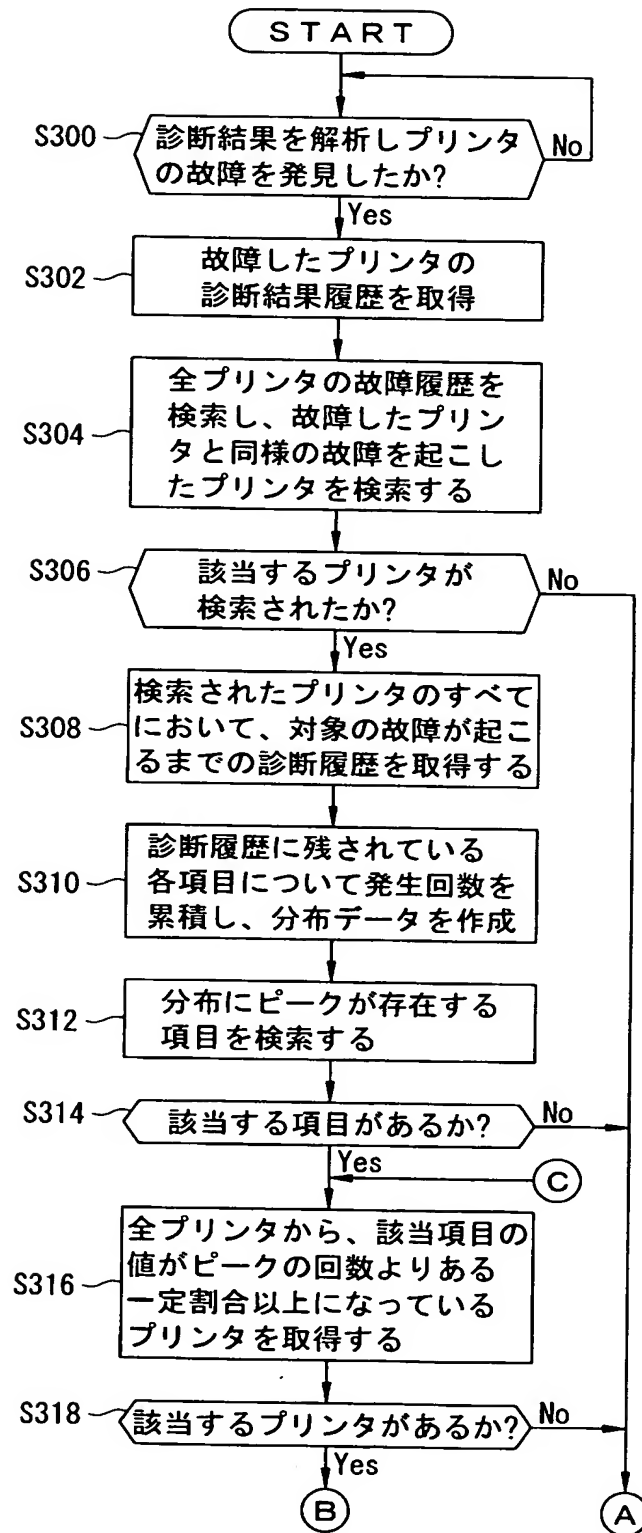 START
S300
診断結果を解析しプリンタ
の故障を発見したか?
No
Yes
S302
故障したプリンタの
診断結果履歴を取得
S304
全プリンタの故障履歴を
検索し、故障したプリン
タと同様の故障を起こし
たプリンタを検索する
S306
該当するプリンタが
検索されたか?
No
Yes
S308
検索されたプリンタのすべて
において、対象の故障が起こ
るまでの診断履歴を取得する
S310
診断履歴に残されている
各項目について発生回数を
累積し、分布データを作成
S312
分布にピークが存在する
項目を検索する
S314
該当する項目があるか?
No
Yes
C
S316
全プリンタから、該当項目の
値がピークの回数よりある
一定割合以上になっている
プリンタを取得する
S318
該当するプリンタがあるか?
No
Yes
B
A